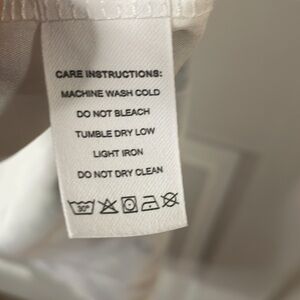 CARE INSTRUCTIONS:
MACHINE WASH COLD
DO NOT BLEACH
TUMBLE DRY LOW
LIGHT IRON
DO NOT DRY CLEAN
30°